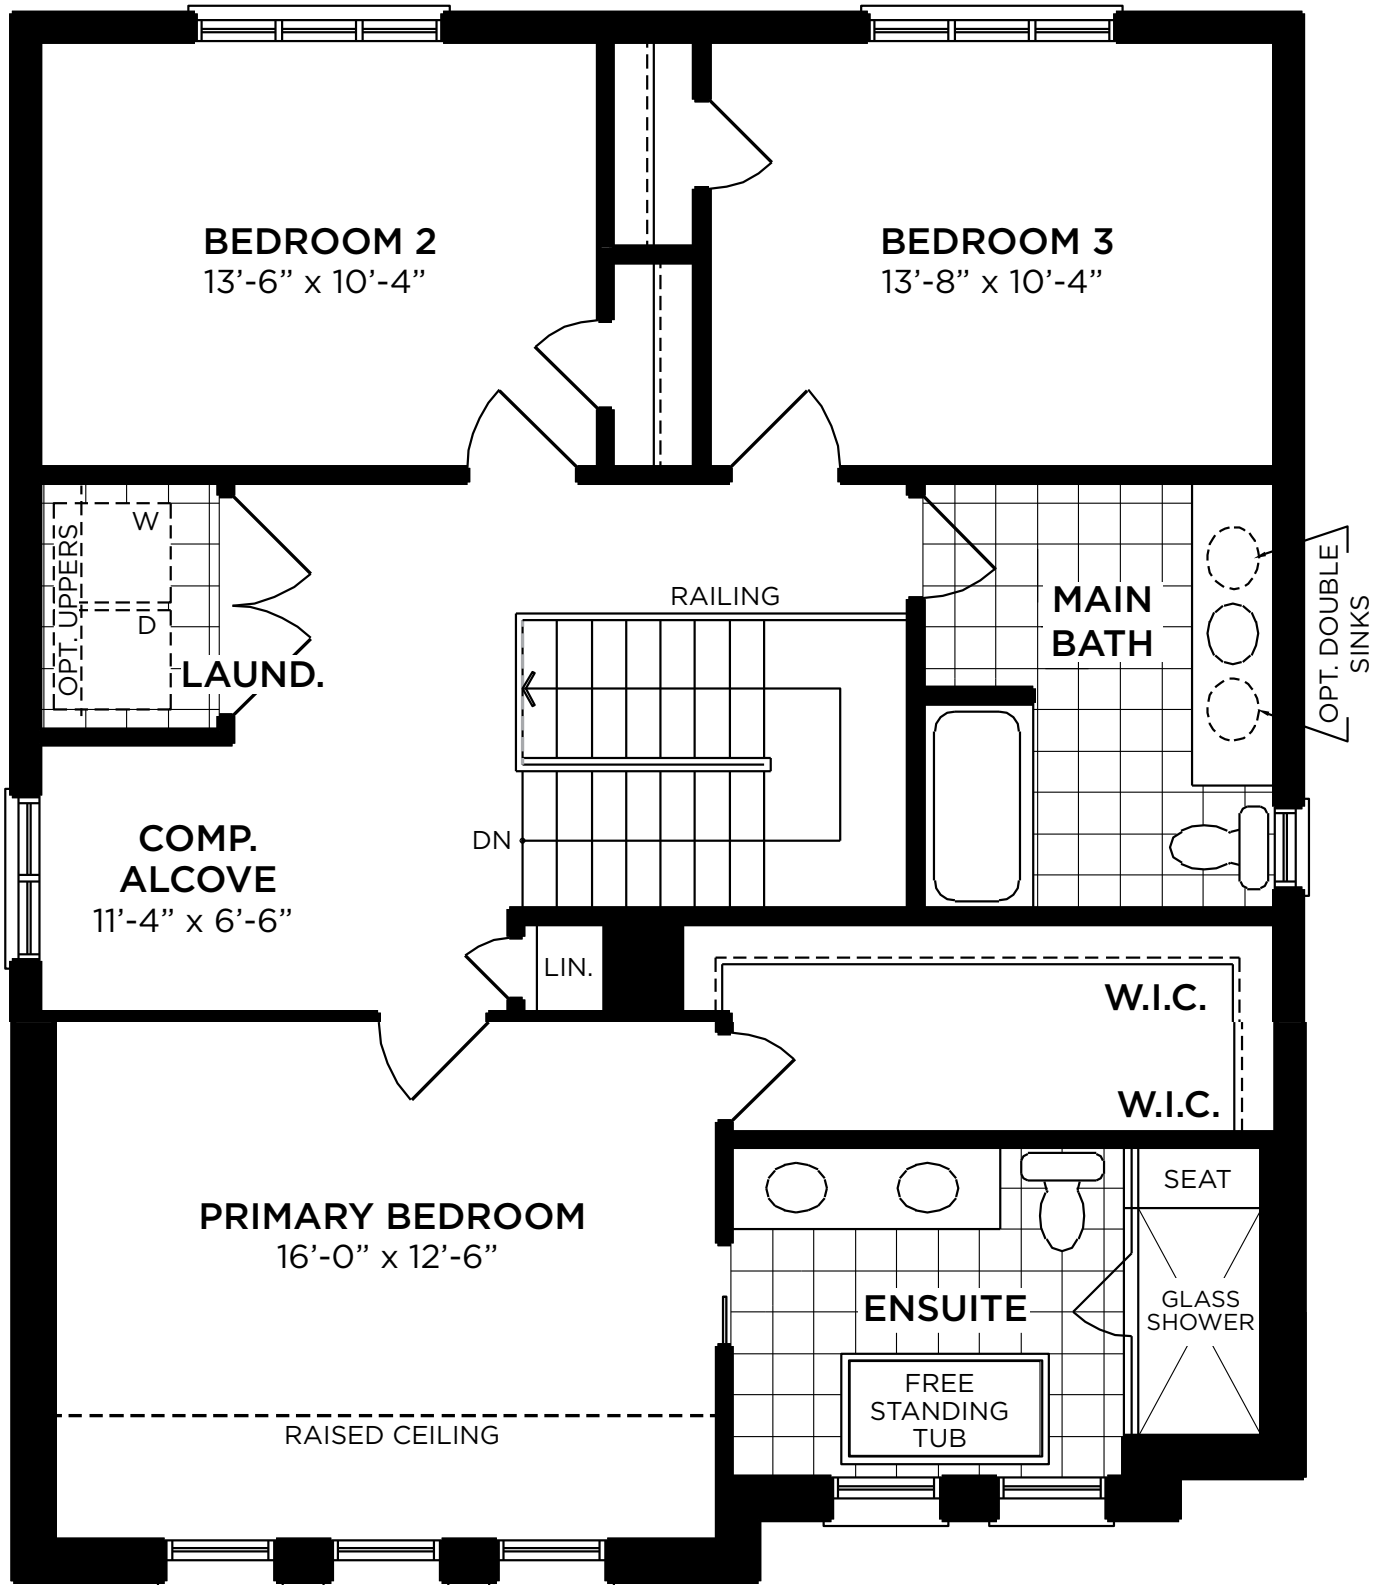 BEDROOM 2
13’-6” x 10’-4”
BEDROOM 3
13’-8” x 10’-4”
W
D
OPT. UPPERS
LAUND.
RAILING
MAIN
BATH
OPT. DOUBLE
SINKS
COMP.
ALCOVE
11’-4” x 6’-6”
DN
LIN.
W.I.C.
W.I.C.
PRIMARY BEDROOM
16’-0” x 12’-6”
SEAT
GLASS
SHOWER
ENSUITE
FREE
STANDING
TUB
RAISED CEILING